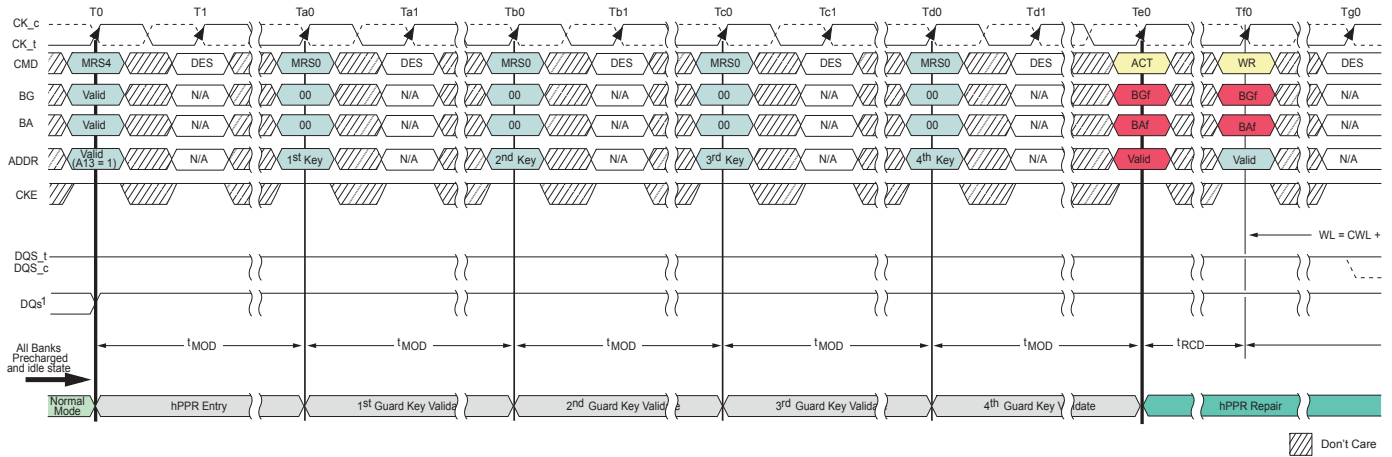 T0 T1 Ta0 Ta1 Tb0 Tb1 Tc0 Tc1 Td0 Td1 Te0 Tf0 Tg0
CK_c
CK_t
CMD MRS4 DES MRS0 DES MRS0 DES MRS0 DES MRS0 DES ACT WR DES
BG Valid N/A 00 N/A 00 N/A 00 N/A 00 N/A BGf BGf N/A
BA Valid N/A 00 N/A 00 N/A 00 N/A 00 N/A BAf BAf N/A
ADDR Valid (A13 = 1) N/A 1st Key N/A 2nd Key N/A 3rd Key N/A 4th Key N/A Valid Valid N/A
CKE
WL = CWL +
DQS_t
DQS_c
DQs1
tMOD tMOD tMOD tMOD tMOD tRCD
All Banks
Precharged
and idle state
Normal Mode hPPR Entry 1st Guard Key Valida 2nd Guard Key Valid e 3rd Guard Key Valida 4th Guard Key V idate hPPR Repair
Don't Care